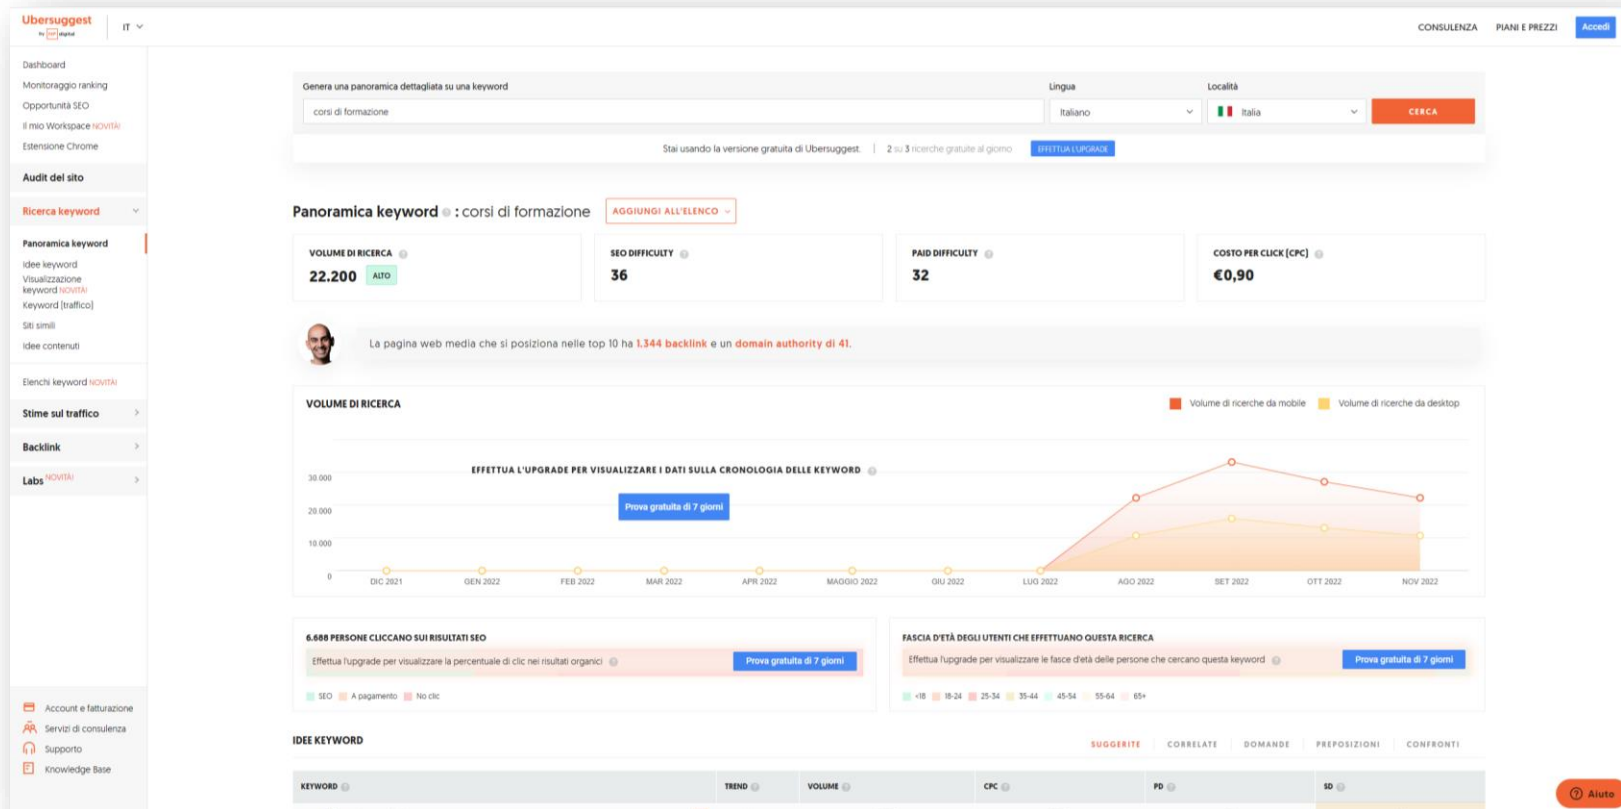 Ubersuggest
by NP digital
IT
CONSULENZA
PIANI E PREZZI
Accedi
Dashboard
Monitoraggio ranking
Opportunità SEO
Il mio Workspace NOVITÀ!
Estensione Chrome
Audit del sito
Ricerca keyword
Panoramica keyword
Idee keyword
Visualizzazione
keyword NOVITÀ!
Keyword (traffico)
Siti simili
Idee contenuti
Elenchi keyword NOVITÀ!
Stime sul traffico
Backlink
Labs NOVITÀ!
Account e fatturazione
Servizi di consulenza
Supporto
Knowledge Base
Genera una panoramica dettagliata su una keyword
Lingua
Località
corsi di formazione
Italiano
Italia
CERCA
Stai usando la versione gratuita di Ubersuggest. | 2 su 3 ricerche gratuite al giorno
EFFETTUA L'UPGRADE
Panoramica keyword : corsi di formazione
AGGIUNGI ALL'ELENCO
VOLUME DI RICERCA
22.200 ALTO
SEO DIFFICULTY
36
PAID DIFFICULTY
32
COSTO PER CLICK (CPC)
€0,90
La pagina web media che si posiziona nelle top 10 ha 1.344 backlink e un domain authority di 41.
VOLUME DI RICERCA
Volume di ricerche da mobile
Volume di ricerche da desktop
EFFETTUA L'UPGRADE PER VISUALIZZARE I DATI SULLA CRONOLOGIA DELLE KEYWORD
Prova gratuita di 7 giorni
30.000
20.000
10.000
0
DIC 2021 GEN 2022 FEB 2022 MAR 2022 APR 2022 MAGGIO 2022 GIU 2022 LUG 2022 AGO 2022 SET 2022 OTT 2022 NOV 2022
6.688 PERSONE CLICCANO SUI RISULTATI SEO
Effettua l'upgrade per visualizzare la percentuale di clic nei risultati organici
Prova gratuita di 7 giorni
SEO A pagamento No clic
FASCIA D'ETÀ DEGLI UTENTI CHE EFFETTUANO QUESTA RICERCA
Effettua l'upgrade per visualizzare le fasce d'età delle persone che cercano questa keyword
Prova gratuita di 7 giorni
<18 18-24 25-34 35-44 45-54 55-64 65+
IDEE KEYWORD
SUGGERITE CORRELATE DOMANDE PREPOSIZIONI CONFRONTI
KEYWORD TREND VOLUME CPC PD SD
Aiuto